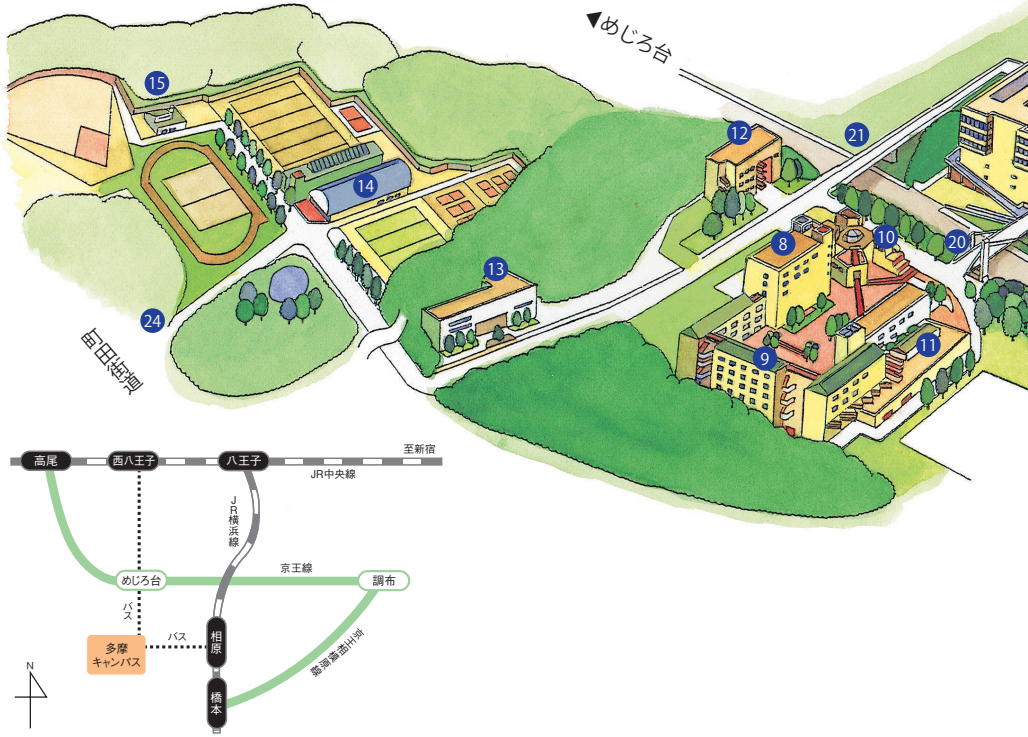 ◀めじろ台
15
12
21
14
8
10
20
13
24
町田街道
9
11
至新宿
高尾
西八王子
八王子
JR中央線
JR横浜線
京王線
めじろ台
調布
バス
バス
相原
多摩
キャンパス
京王相模原線
N
橋本